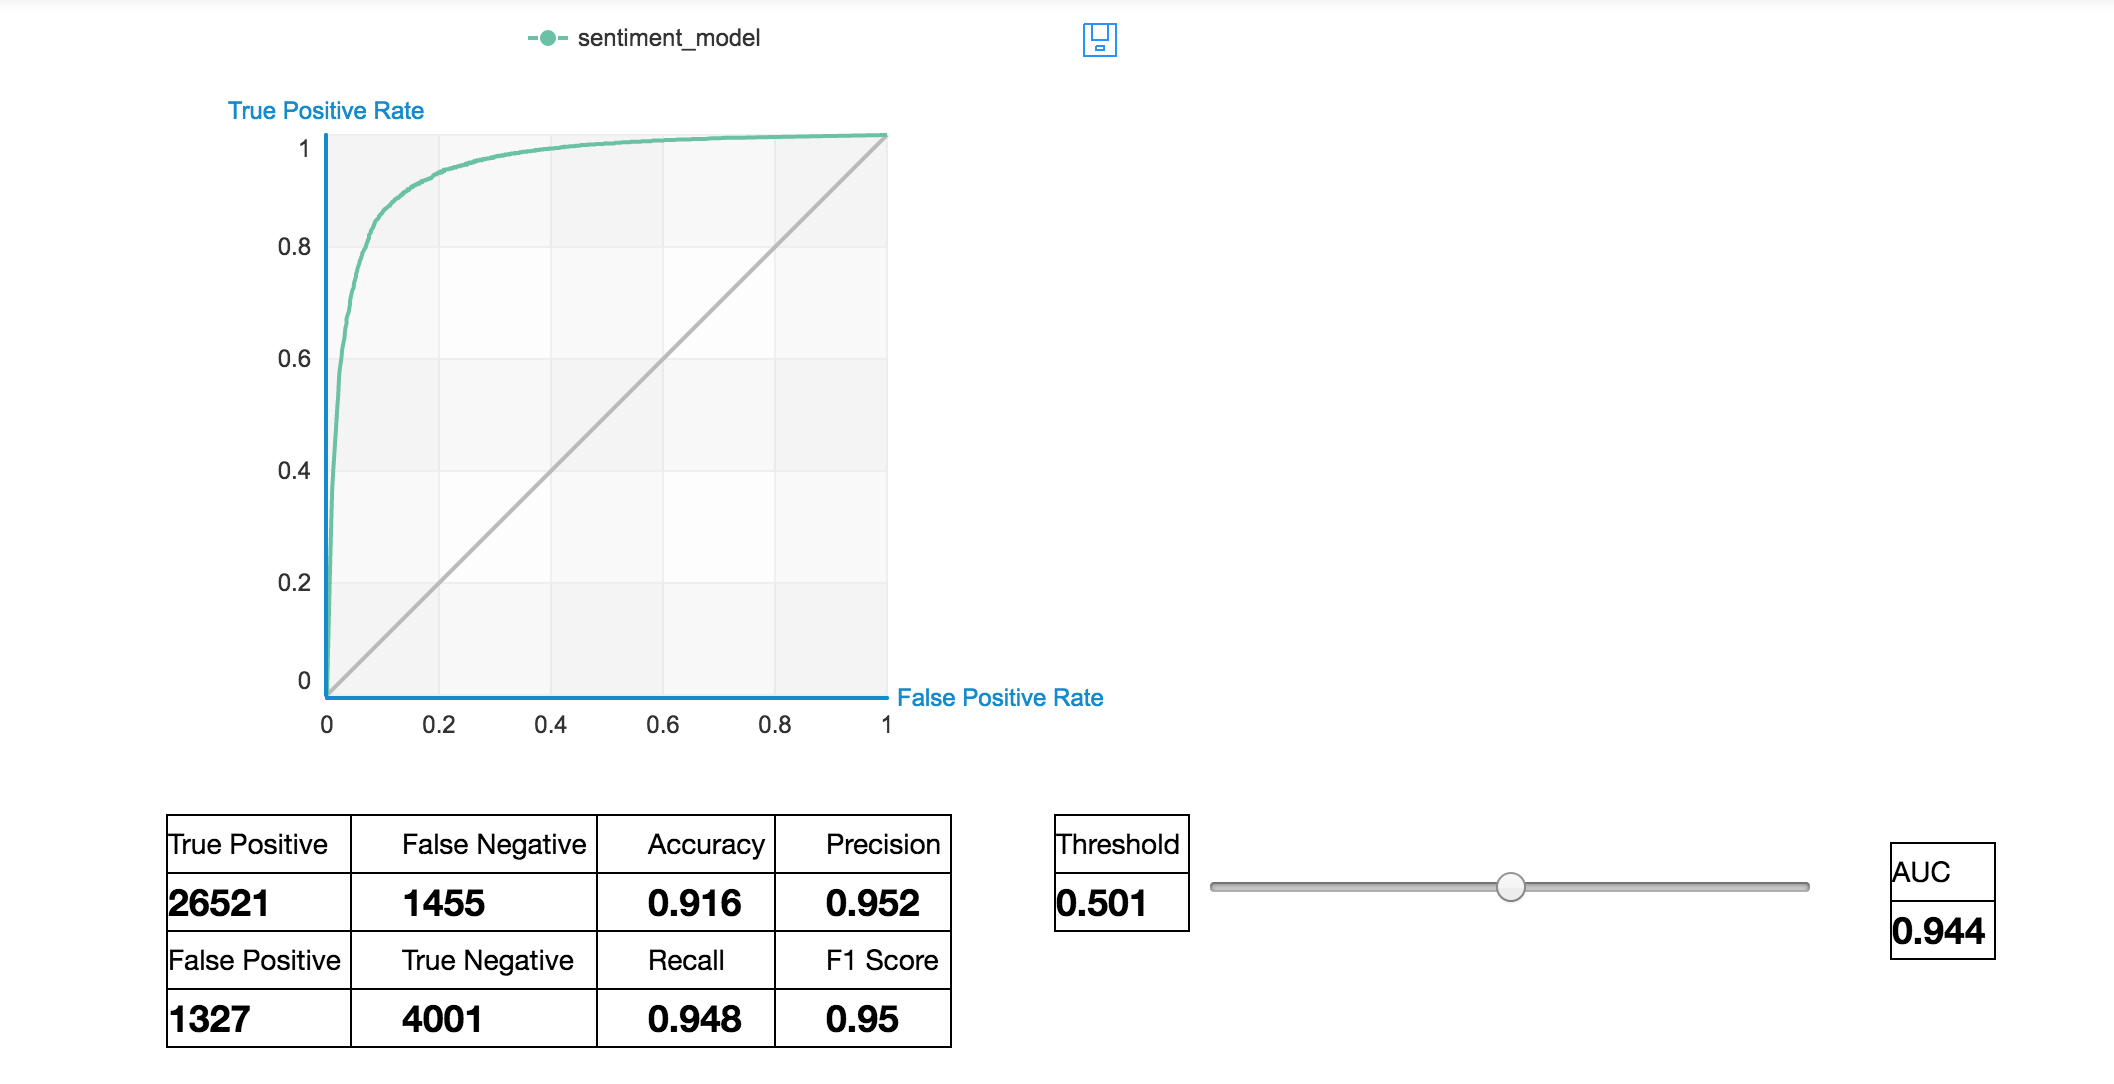 sentiment_model
True Positive Rate
1
0.8
0.6
0.4
0.2
0
0 0.2 0.4 0.6 0.8 1
False Positive Rate
True Positive False Negative Accuracy Precision
26521 1455 0.916 0.952
False Positive True Negative Recall F1 Score
1327 4001 0.948 0.95
Threshold
0.501
AUC
0.944